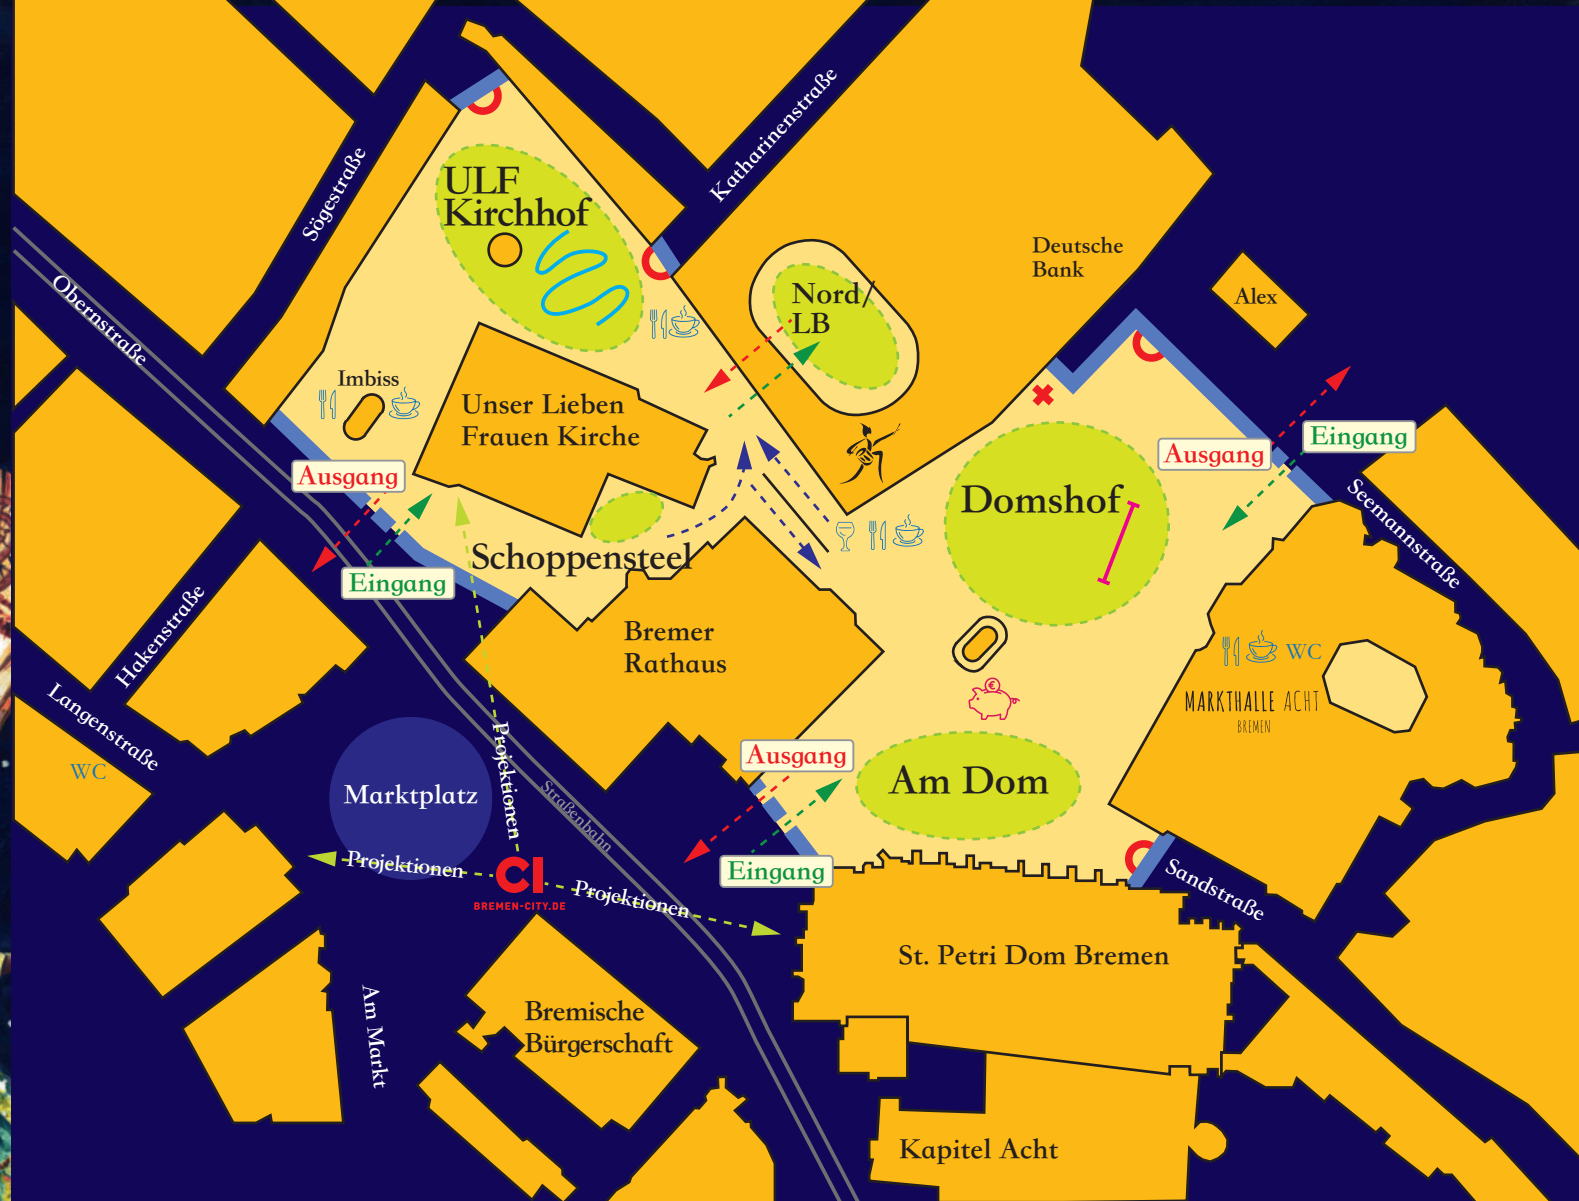 Sögestraße
Katharinenstraße
ULF
Kirchhof
Obernstraße
Deutsche
Bank
Alex
Nord/
LB
Imbiss
Unser Lieben
Frauen Kirche
Ausgang
Eingang
Ausgang
Eingang
Domshof
Seemannstraße
Schoppensteel
Hakenstraße
Langenstraße
WC
Bremer
Rathaus
€
WC
MARKTHALLE ACHT
BREMEN
Marktplatz
Projektionen
Straßenbahn
Ausgang
Eingang
Am Dom
Projektionen
CI
BREMEN-CITY.DE
Projektionen
Sandstraße
St. Petri Dom Bremen
Am Markt
Bremische
Bürgerschaft
Kapitel Acht